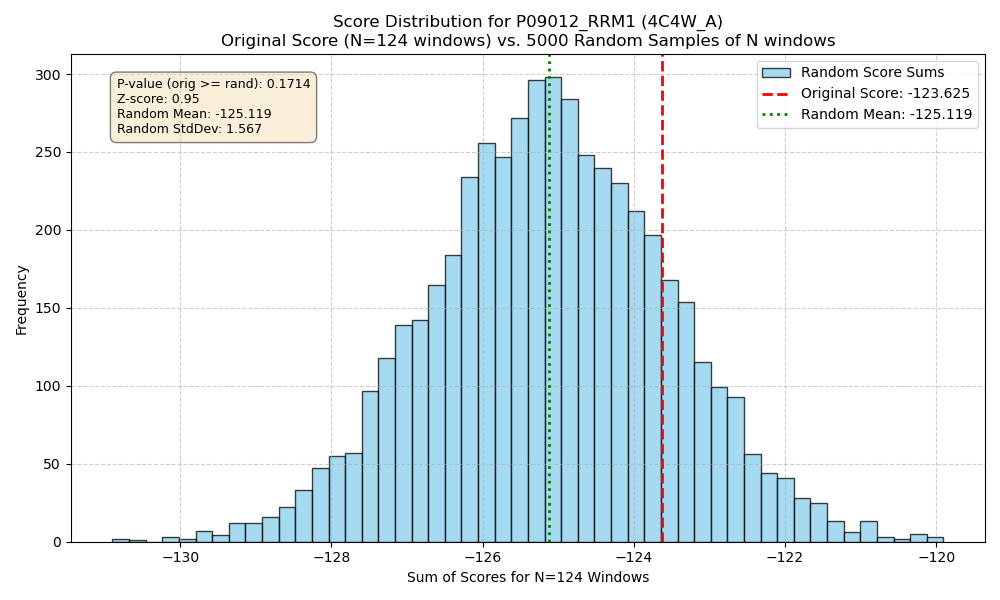 Score Distribution for P09012_RRM1 (4C4W_A)
Original Score (N=124 windows) vs. 5000 Random Samples of N windows
P-value (orig >= rand): 0.1714
Z-score: 0.95
Random Mean: -125.119
Random StdDev: 1.567
Random Score Sums
Original Score: -123.625
Random Mean: -125.119
Frequency
300
250
200
150
100
50
0
−130
−128
−126
−124
−122
−120
Sum of Scores for N=124 Windows